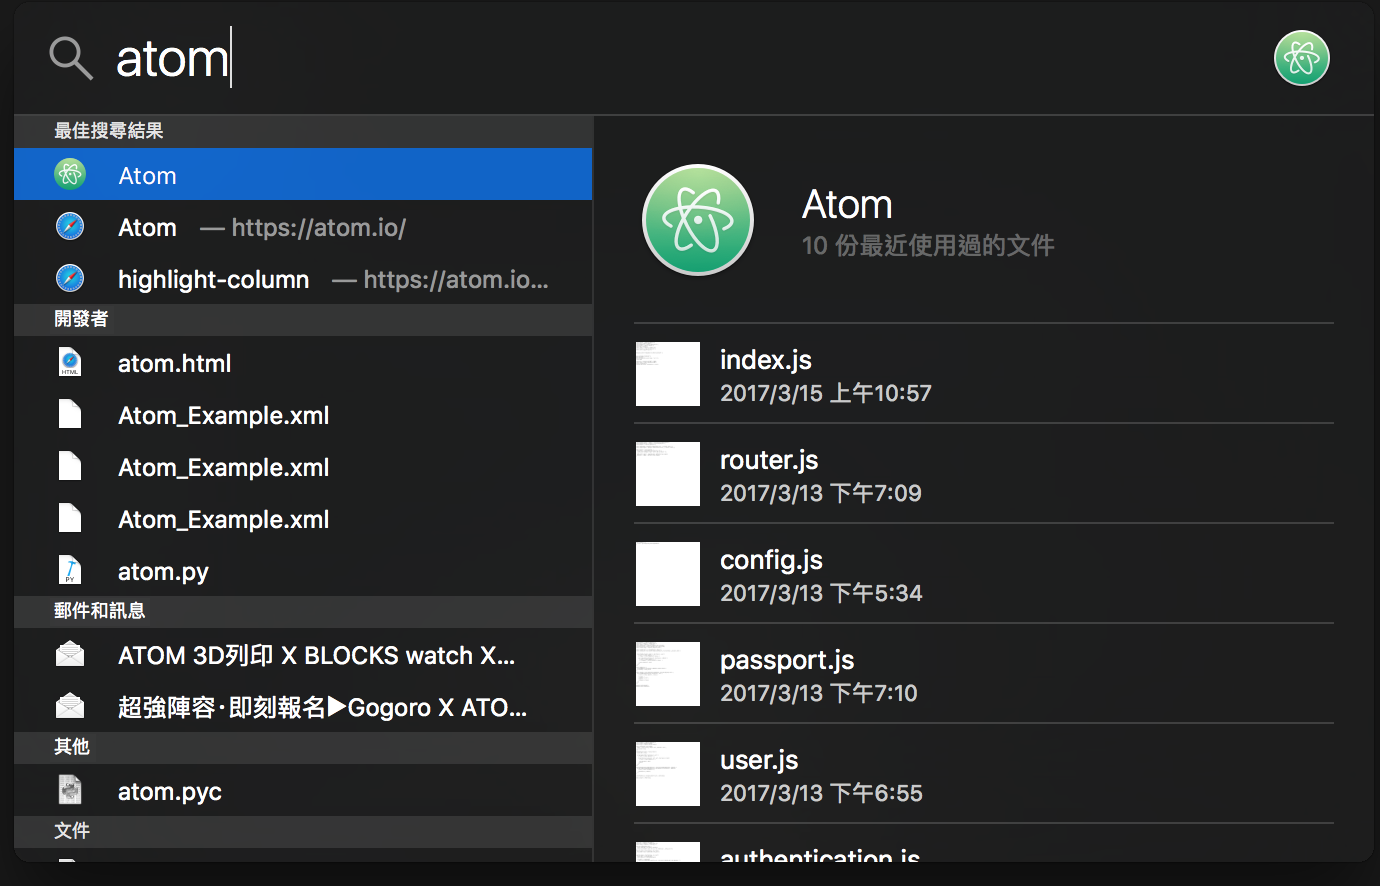 atom
最佳搜尋結果
Atom
Atom — https://atom.io/
highlight-column — https://atom.io...
開發者
atom.html
Atom_Example.xml
Atom_Example.xml
Atom_Example.xml
atom.py
郵件和訊息
ATOM 3D列印 X BLOCKS watch X...
超強陣容·即刻報名▶Gogoro X ATO...
其他
atom.pyc
文件
Atom
10 份最近使用過的文件
index.js
2017/3/15 上午10:57
router.js
2017/3/13 下午7:09
config.js
2017/3/13 下午5:34
passport.js
2017/3/13 下午7:10
user.js
2017/3/13 下午6:55
authentication.js